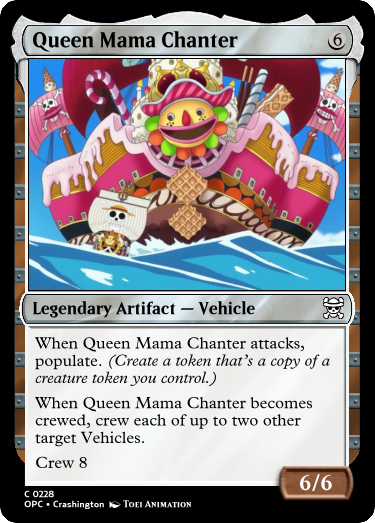 Queen Mama Chanter 6
Legendary Artifact — Vehicle
When Queen Mama Chanter attacks,
populate. (Create a token that's a copy of a
creature token you control.)
When Queen Mama Chanter becomes
crewed, crew each of up to two other
target Vehicles.
Crew 8
6/6
C 0228
OPC • Crashington TOEI ANIMATION